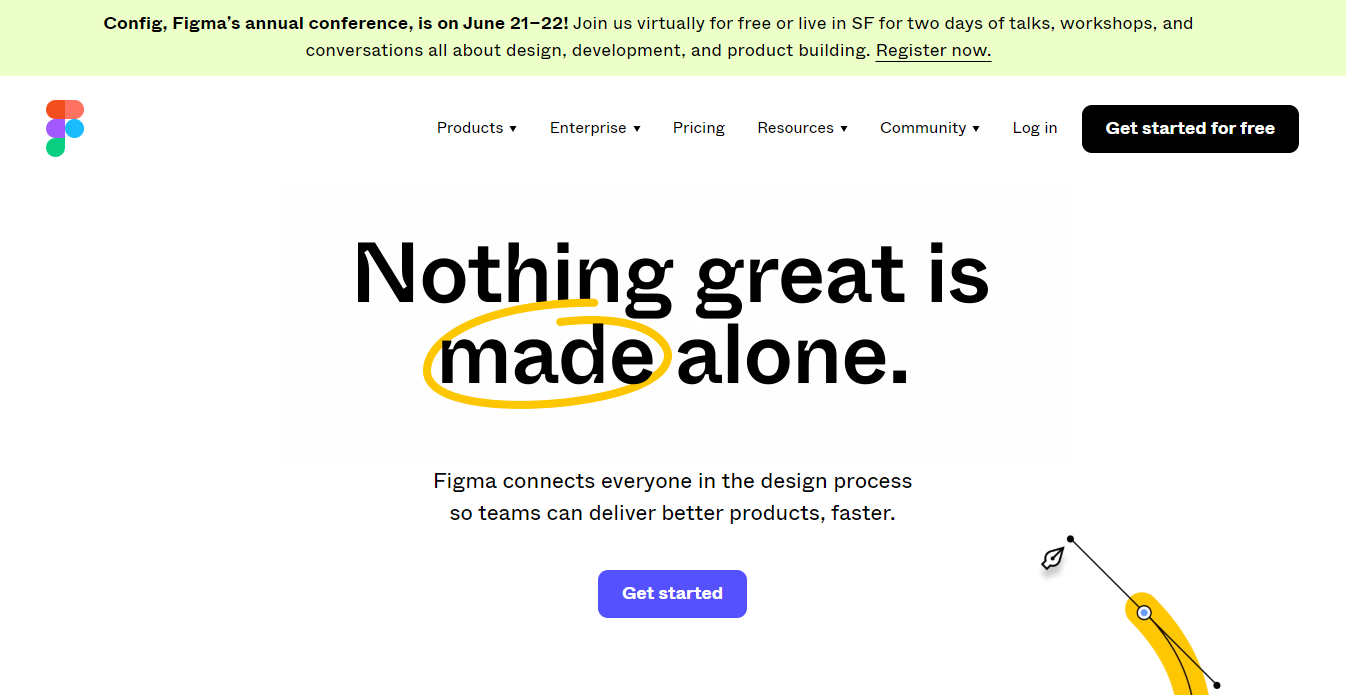 Config, Figma’s annual conference, is on June 21–22! Join us virtually for free or live in SF for two days of talks, workshops, and
conversations all about design, development, and product building. Register now.
Products
Enterprise
Pricing
Resources
Community
Log in
Get started for free
Nothing great is
made alone.
Figma connects everyone in the design process
so teams can deliver better products, faster.
Get started